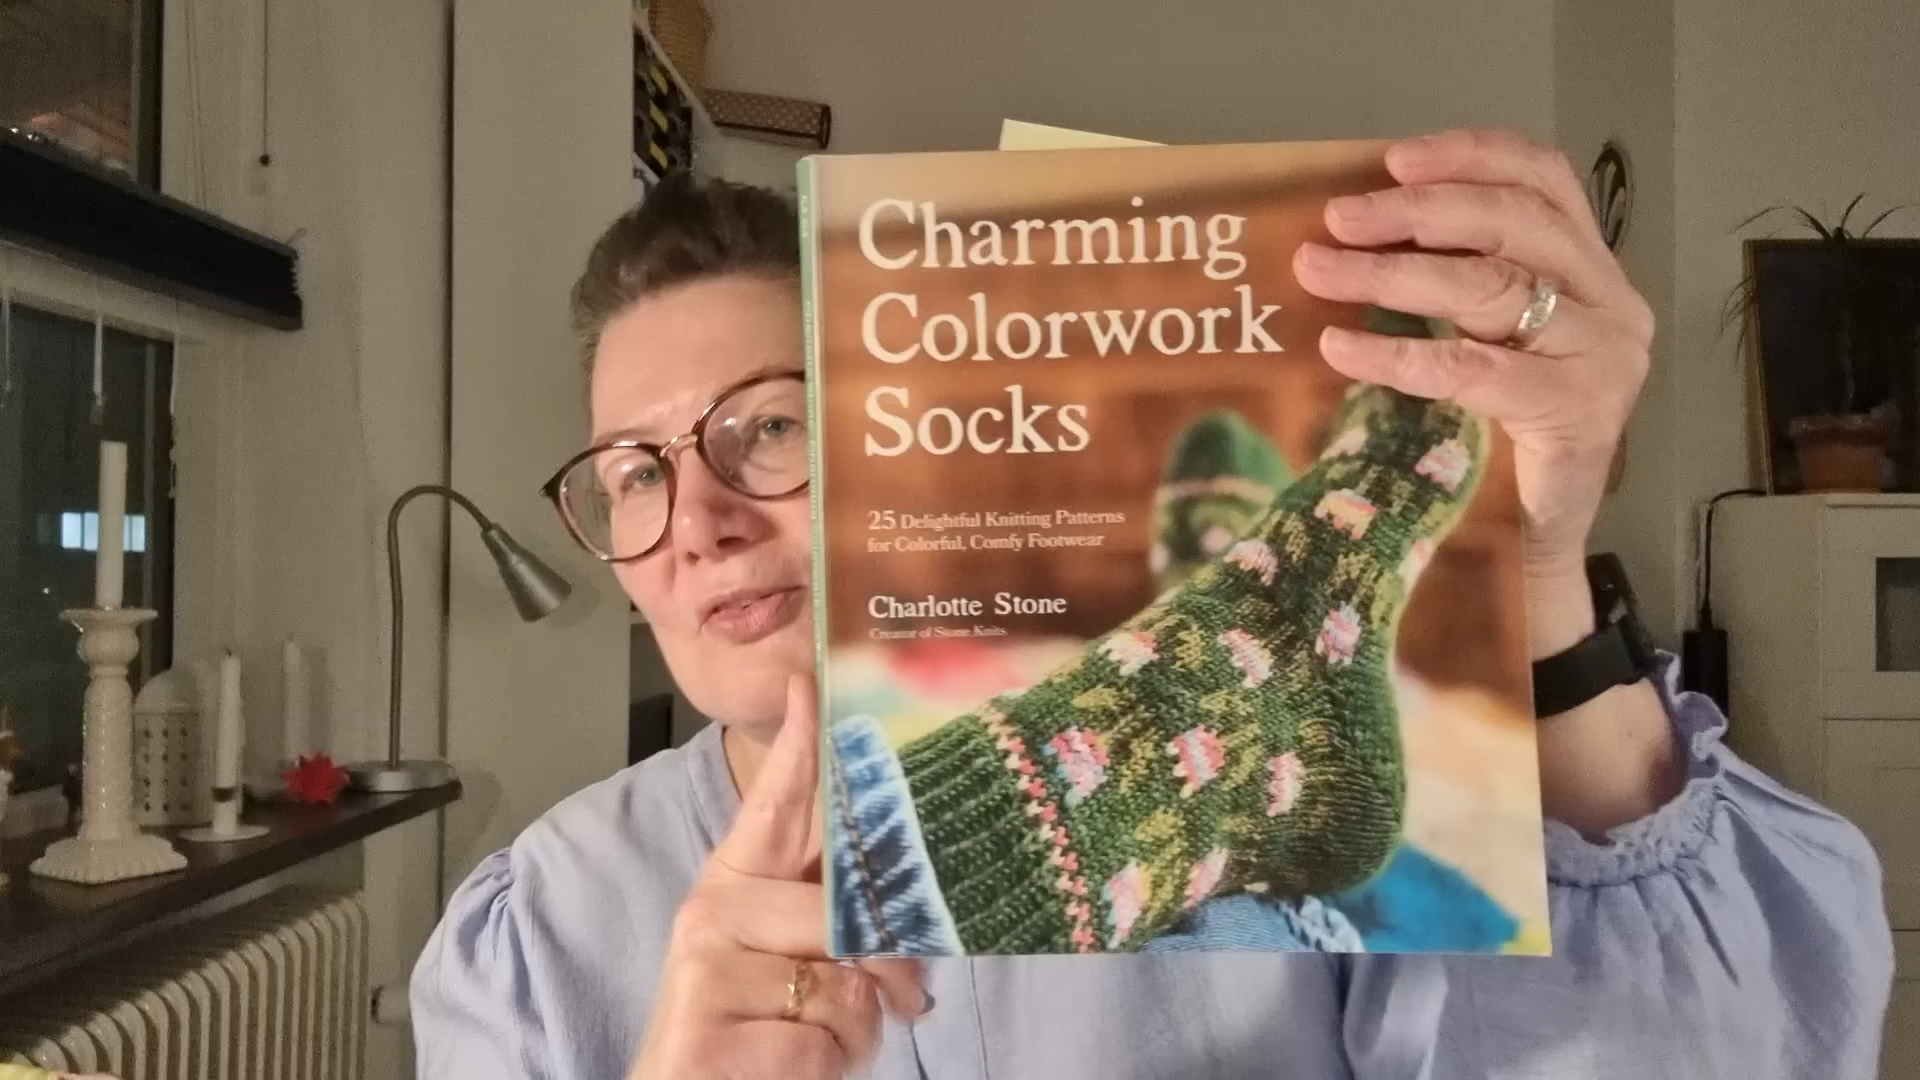 Charming
Colorwork
Socks
25 Delightful Knitting Patterns
for Colorful, Comfy Footwear
Charlotte Stone
Creator of Stone Knits